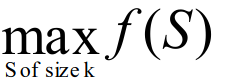 max f(S)
S of size k